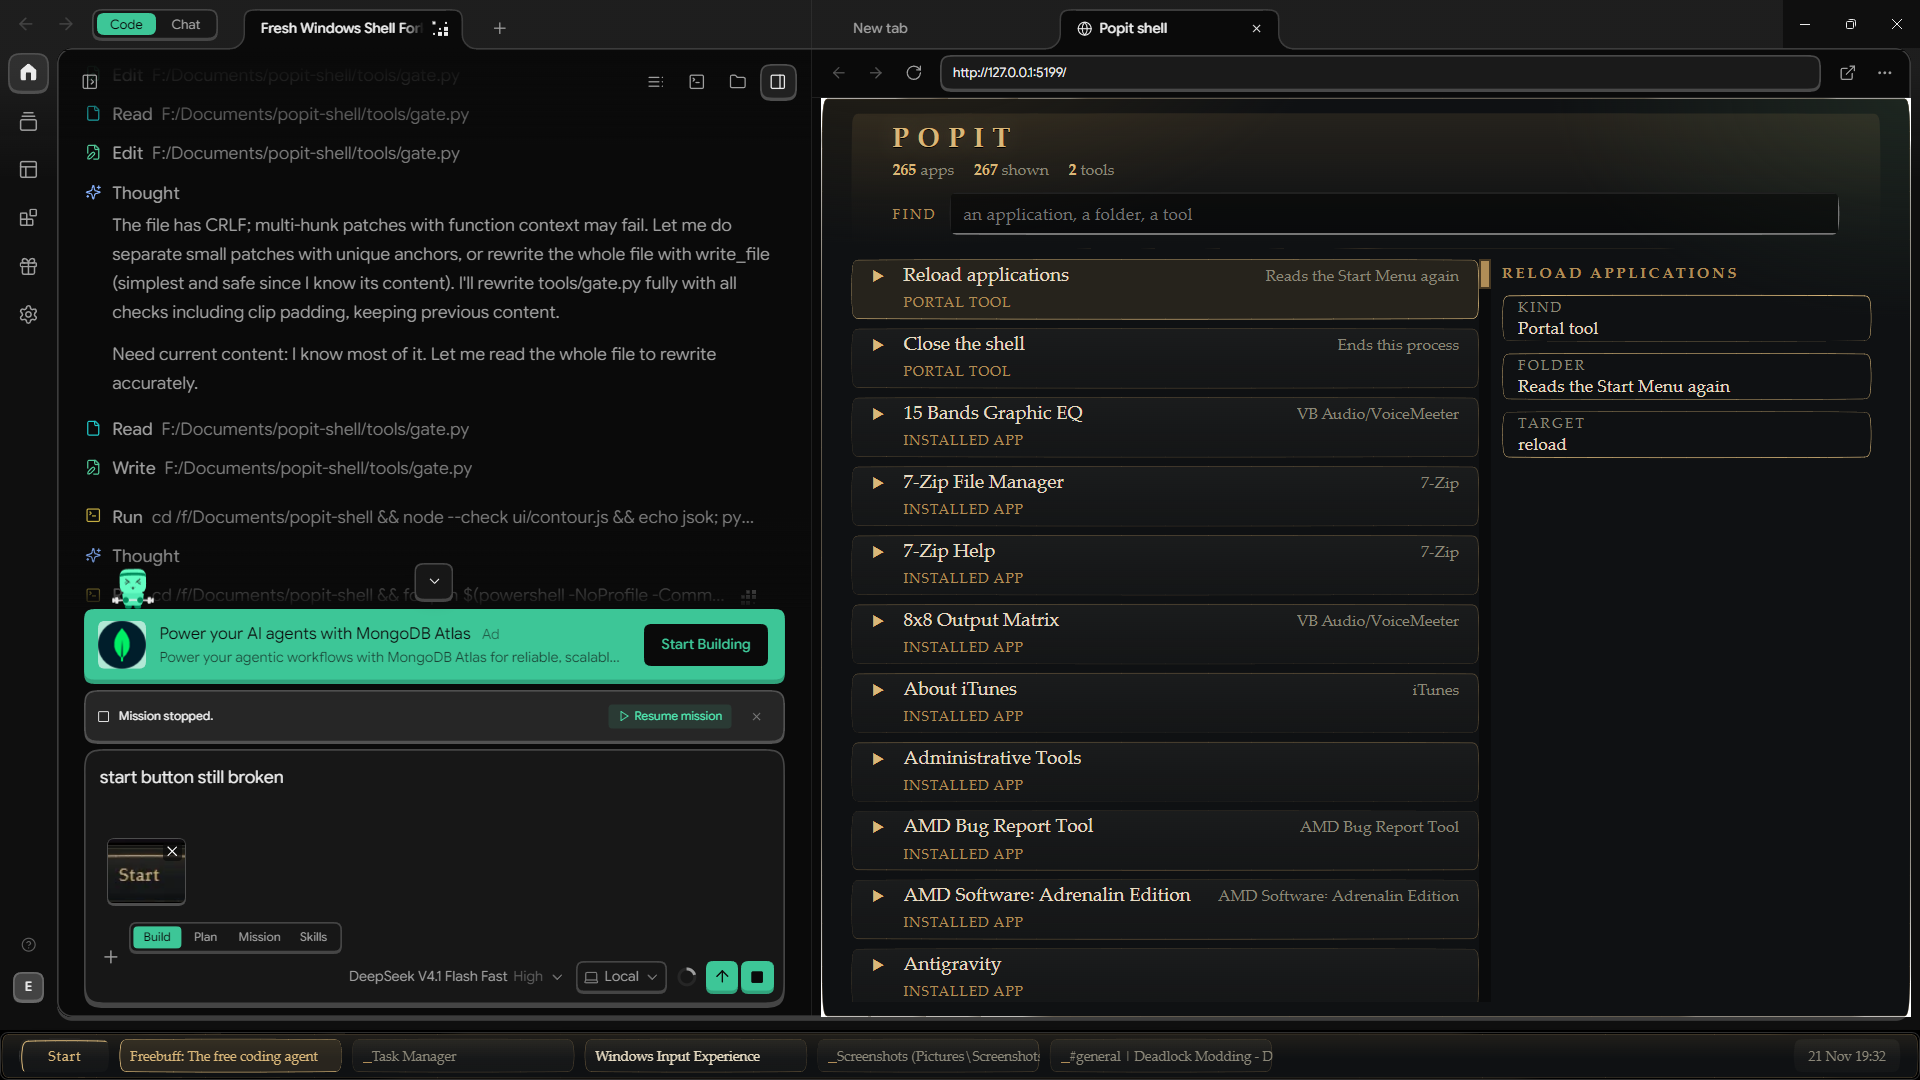 Code
Chat
Fresh Windows Shell For
New tab
Popit shell
Edit F:/Documents/popit-shell/tools/gate.py
http://127.0.0.1:5199/
Read F:/Documents/popit-shell/tools/gate.py
Edit F:/Documents/popit-shell/tools/gate.py
Thought
The file has CRLF; multi-hunk patches with function context may fail. Let me do
separate small patches with unique anchors, or rewrite the whole file with write_file
(simplest and safe since I know its content). I'll rewrite tools/gate.py fully with all
checks including clip padding, keeping previous content.
Need current content: I know most of it. Let me read the whole file to rewrite
accurately.
Read F:/Documents/popit-shell/tools/gate.py
Write F:/Documents/popit-shell/tools/gate.py
Run cd /f/Documents/popit-shell && node --check ui/contour.js && echo jsok; py...
Thought
cd /f/Documents/popit-shell && $(powershell -NoProfile -Comm...
Power your AI agents with MongoDB Atlas Ad
Power your agentic workflows with MongoDB Atlas for reliable, scalabl...
Start Building
Mission stopped.
Resume mission
start button still broken
Start
Build
Plan
Mission
Skills
DeepSeek V4.1 Flash Fast High
Local
E
POPIT
265 apps 267 shown 2 tools
FIND an application, a folder, a tool
Reload applications Reads the Start Menu again
PORTAL TOOL
Close the shell Ends this process
PORTAL TOOL
15 Bands Graphic EQ VB Audio/VoiceMeeter
INSTALLED APP
7-Zip File Manager 7-Zip
INSTALLED APP
7-Zip Help 7-Zip
INSTALLED APP
8x8 Output Matrix VB Audio/VoiceMeeter
INSTALLED APP
About iTunes iTunes
INSTALLED APP
Administrative Tools
INSTALLED APP
AMD Bug Report Tool AMD Bug Report Tool
INSTALLED APP
AMD Software: Adrenalin Edition AMD Software: Adrenalin Edition
INSTALLED APP
Antigravity
INSTALLED APP
RELOAD APPLICATIONS
KIND
Portal tool
FOLDER
Reads the Start Menu again
TARGET
reload
Start
Freebuff: The free coding agent
_Task Manager
Windows Input Experience
_Screenshots (Pictures\Screenshots
_#general | Deadlock Modding - D
21 Nov 19:32